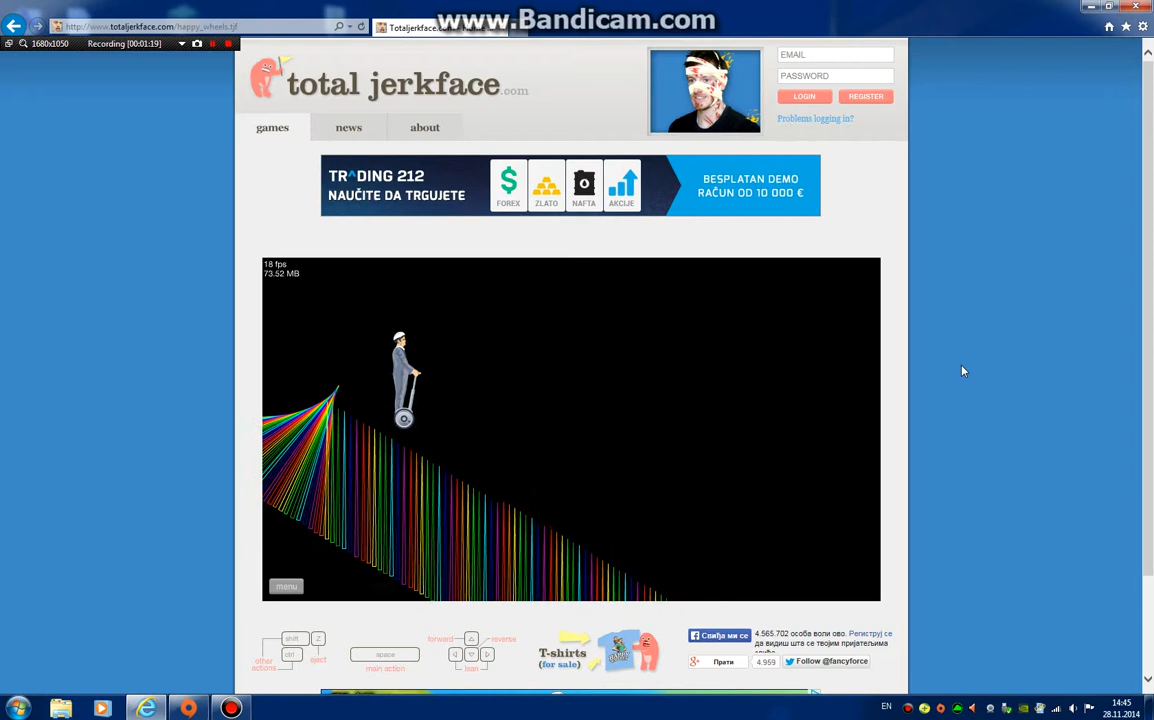 www.Bandicam.com
http://www.totaljerkface.com/happy_wheels.tjf
1680x1050
Recording [00:01:19]
total jerkface.com
EMAIL
PASSWORD
LOGIN
REGISTER
Problems logging in?
games
news
about
TR^DING 212
NAUČITE DA TRGUJETE
FOREX
ZLATO
NAFTA
AKCIJE
BESPLATAN DEMO
RAČUN OD 10 000 €
18 fps
73.52 MB
menu
shift
Z
ctrl
eject
other
actions
space
main action
forward
reverse
lean
T-shirts
(for sale)
Свиђа ми се
4.565.702 особа воли ово. Региструј се
да видиш шта се твојим пријатељима
Прати
4.959
Follow @fancyforce
EN
14:45
28.11.2014